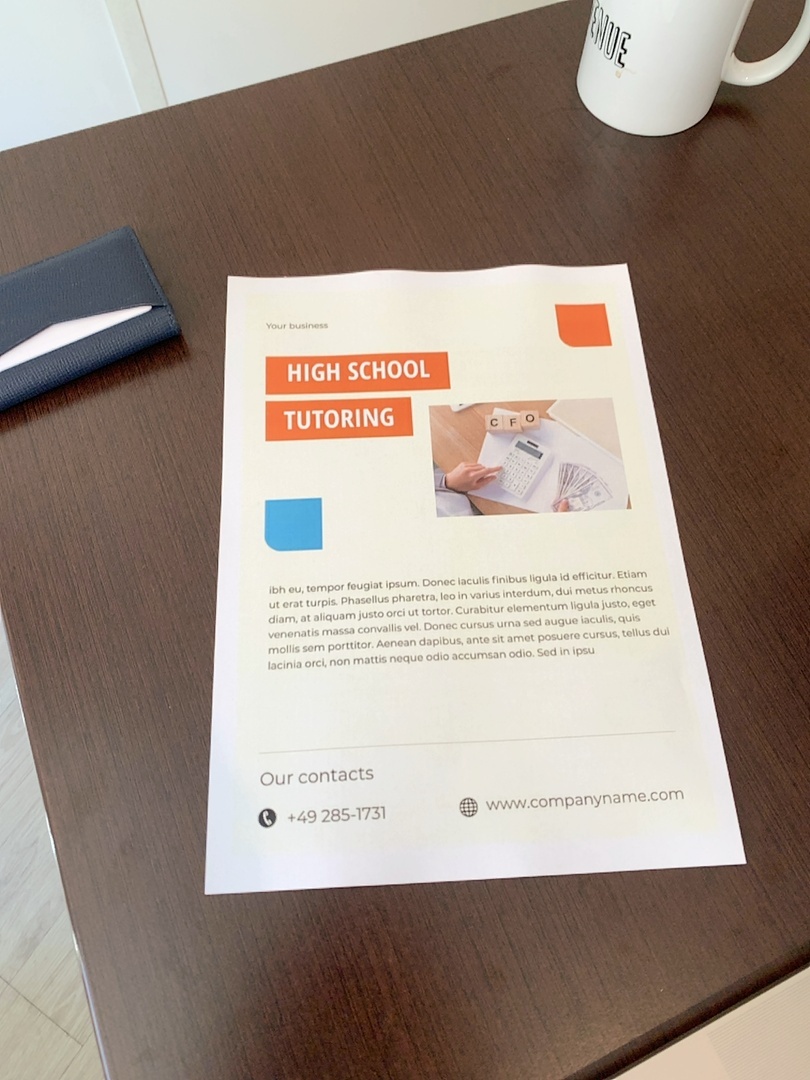 ENUE
Your business
HIGH SCHOOL
TUTORING
C F O
ibh eu, tempor feugiat ipsum. Donec iaculis finibus ligula id efficitur. Etiam
ut erat turpis. Phasellus pharetra, leo in varius interdum, dui metus rhoncus
diam, at aliquam justo orci ut tortor. Curabitur elementum ligula justo, eget
venenatis massa convallis vel. Donec cursus urna sed augue iaculis, quis
mollis sem porttitor. Aenean dapibus, ante sit amet posuere cursus, tellus dui
lacinia orci, non mattis neque odio accumsan odio. Sed in ipsu
Our contacts
+49 285-1731
www.companyname.com